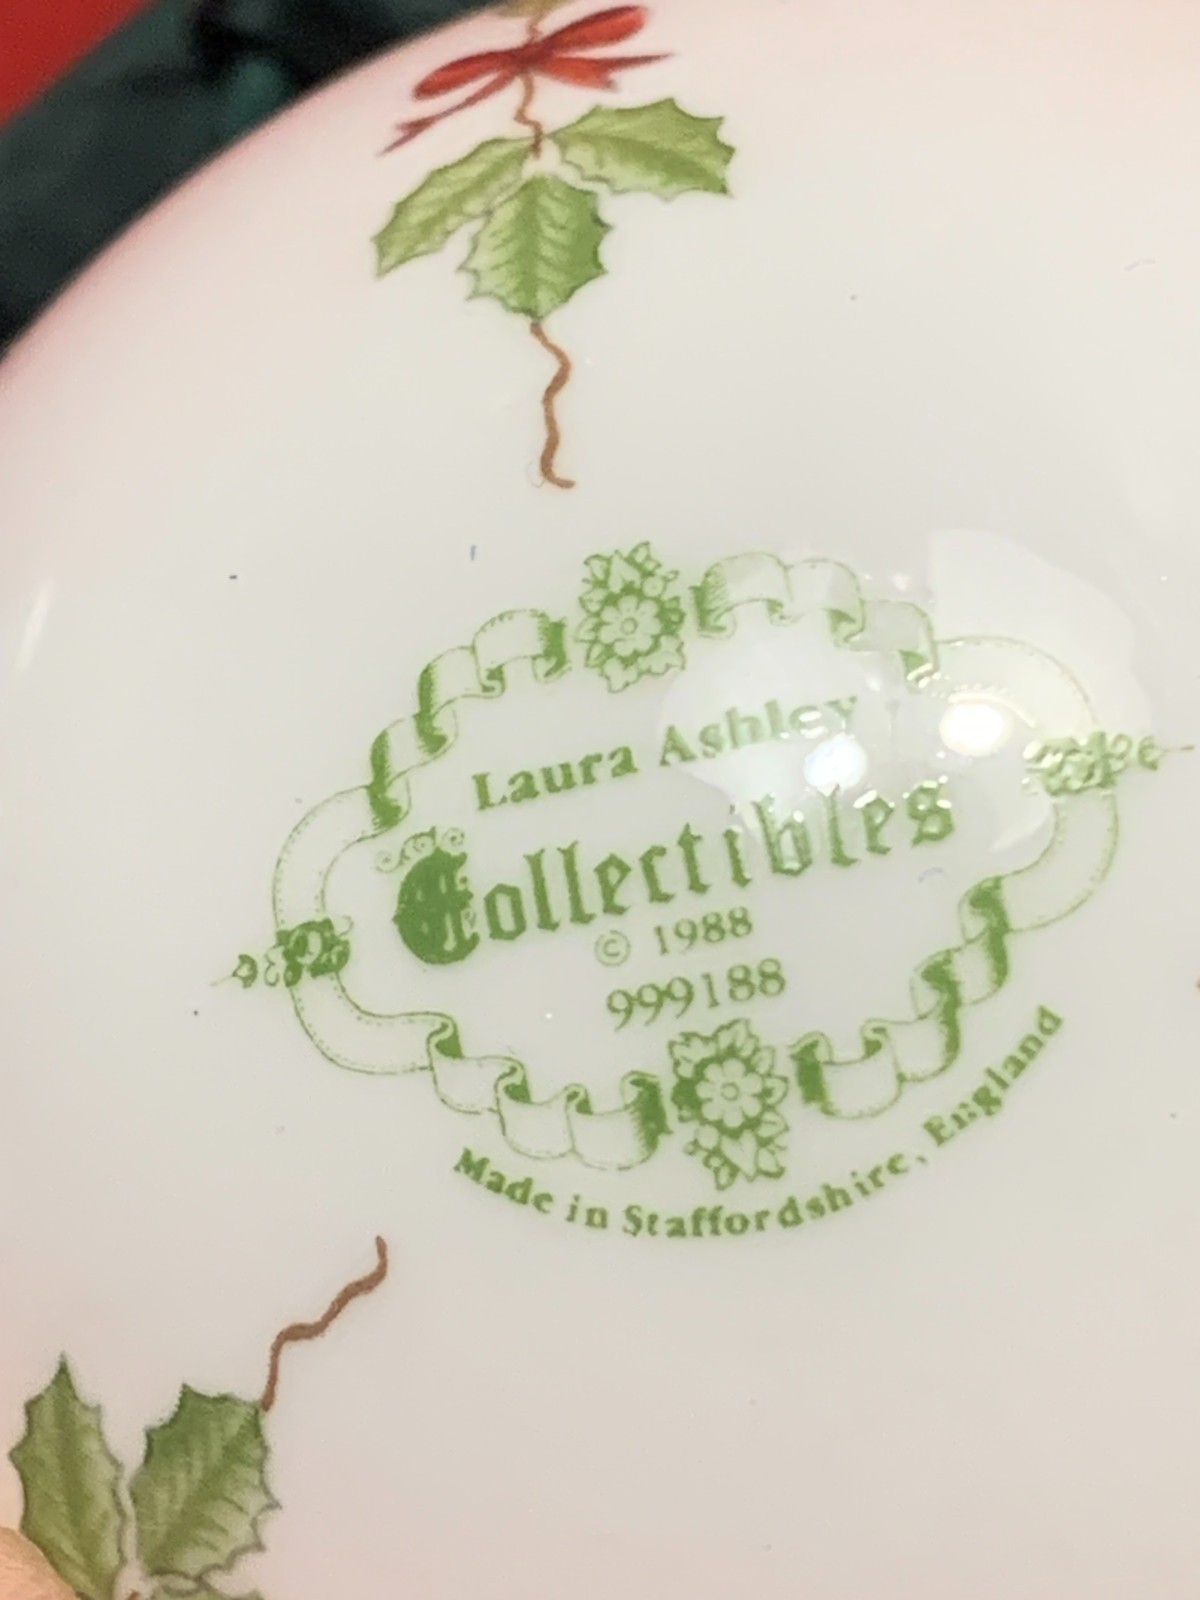 Laura Ashley
Collectibles
© 1988
999188
Made in Staffordshire, England